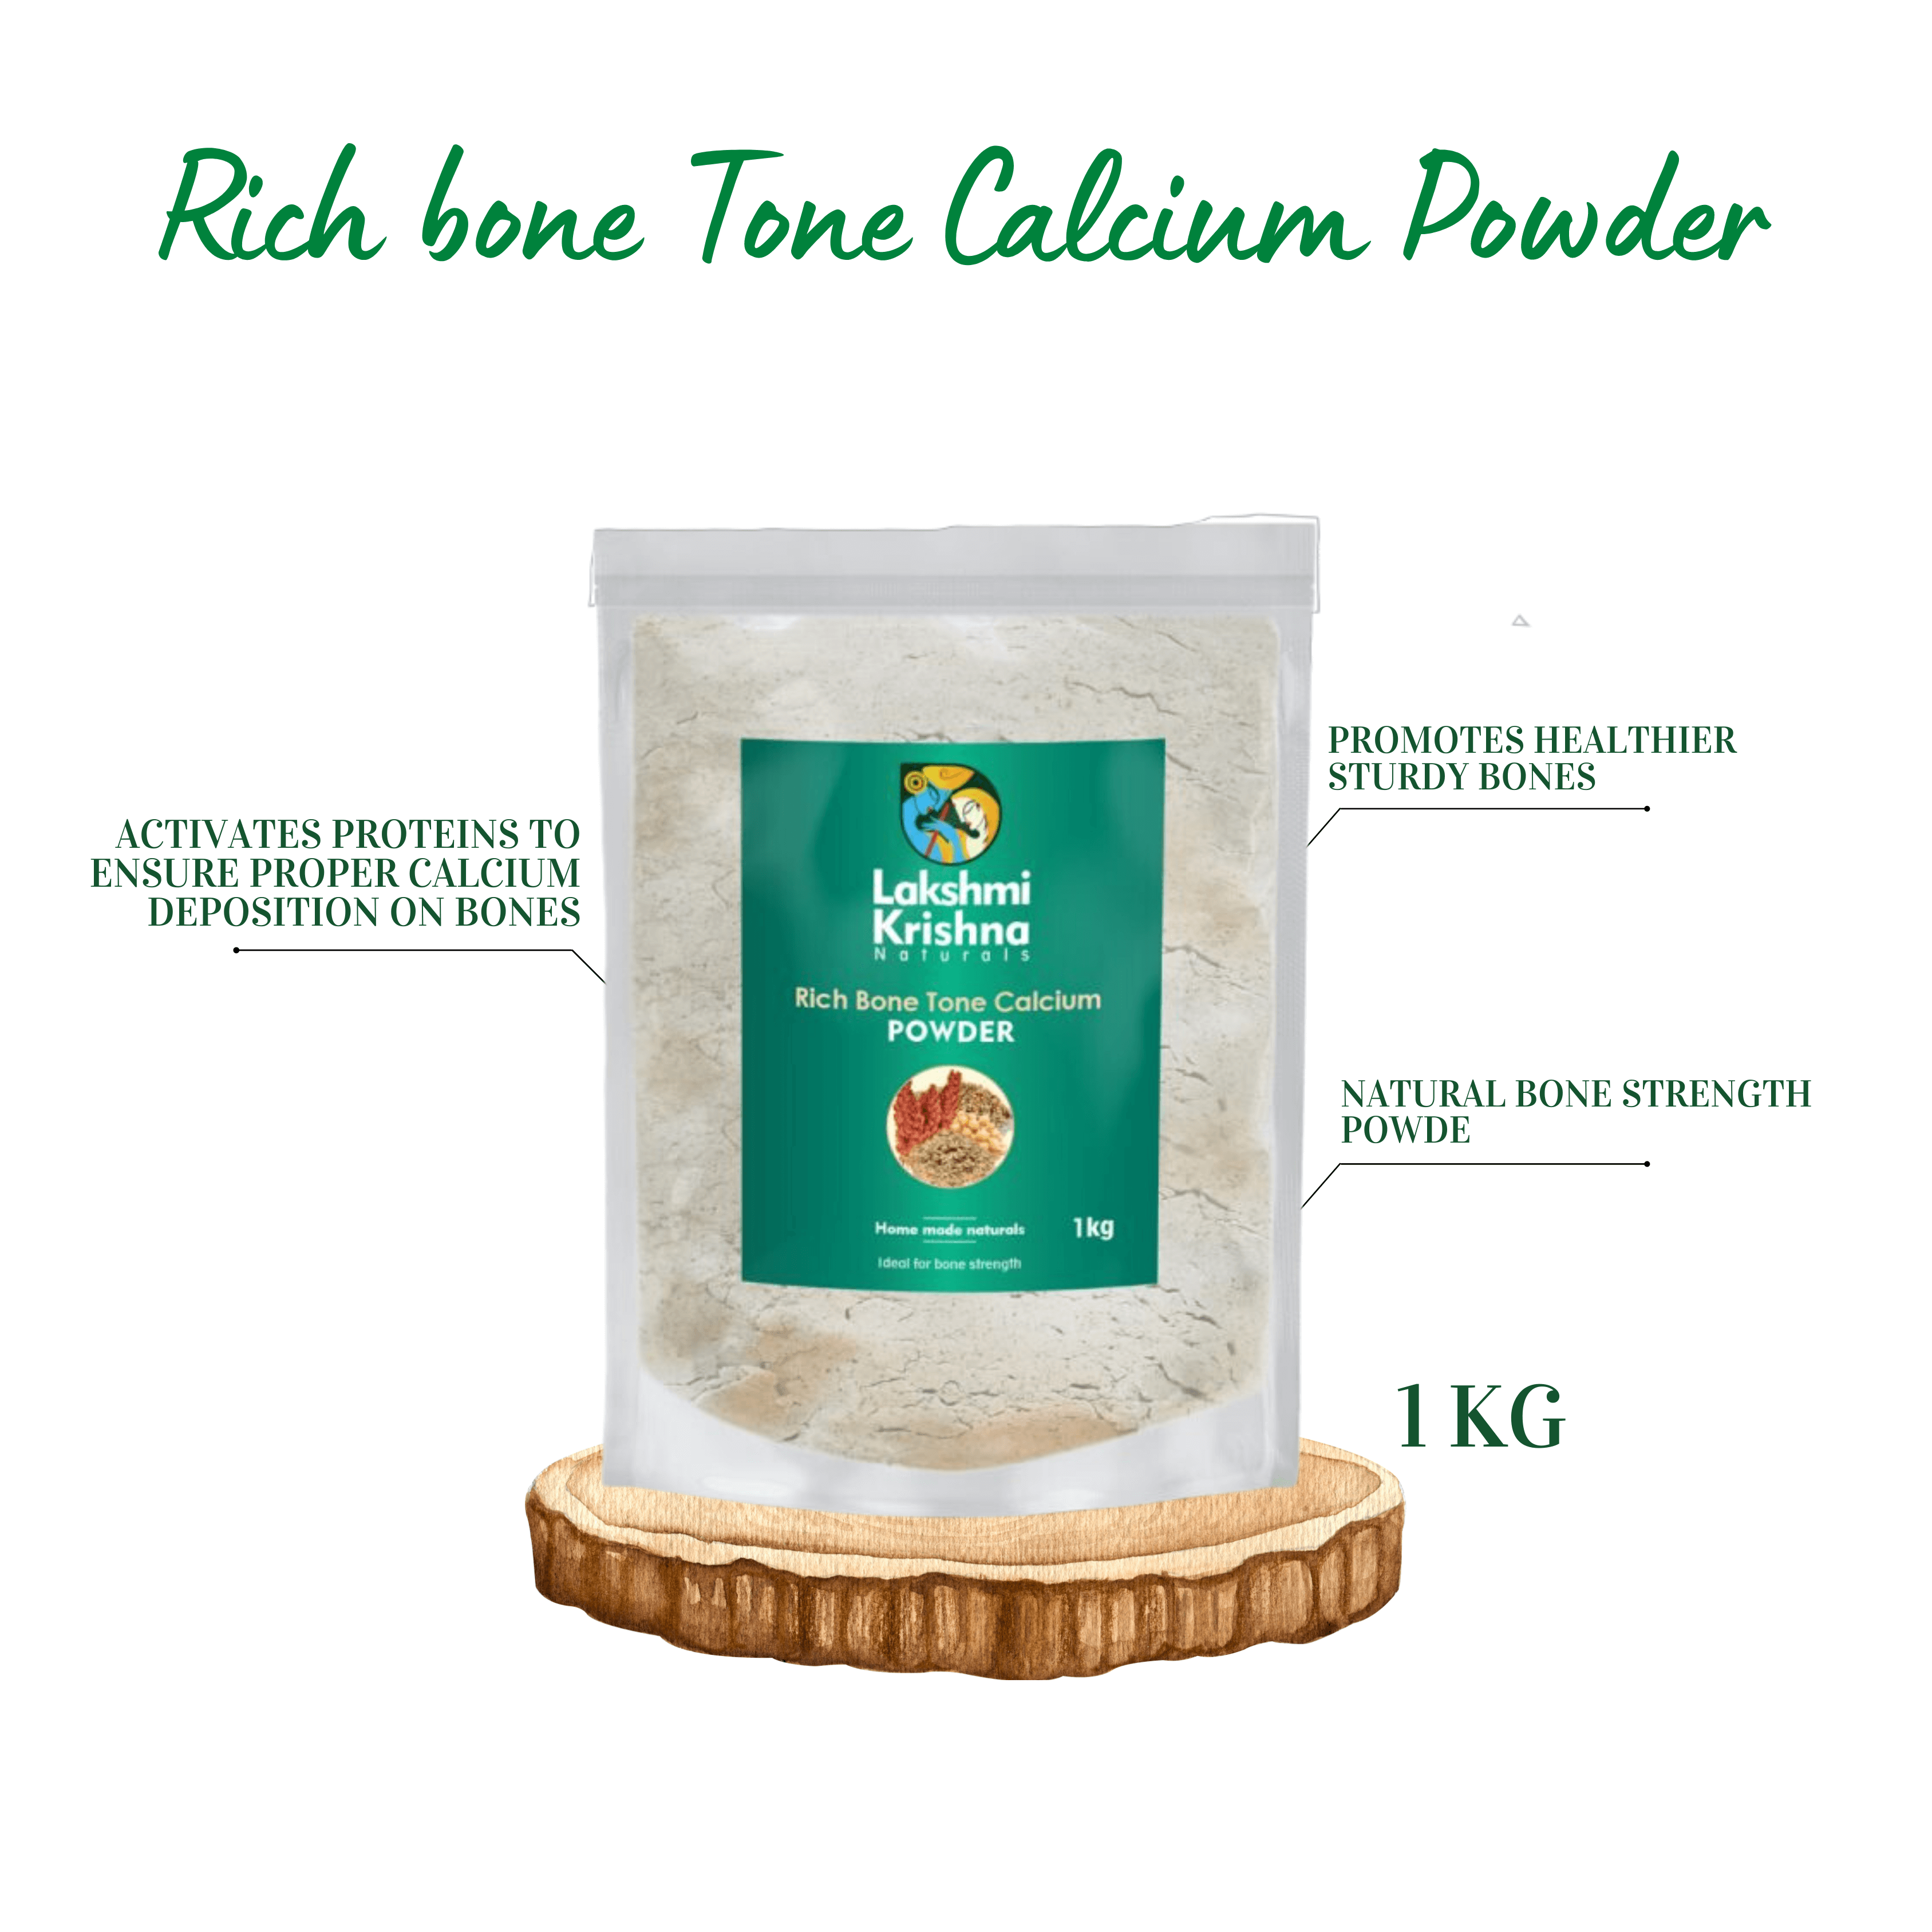 Rich bone Tone Calcium Powder
PROMOTES HEALTHIER
STURDY BONES
ACTIVATES PROTEINS TO
ENSURE PROPER CALCIUM
DEPOSITION ON BONES
Lakshmi
Krishna
Naturals
Rich Bone Tone Calcium
POWDER
NATURAL BONE STRENGTH
POWDE
Home made naturals
1kg
Ideal for bone strength
1 KG